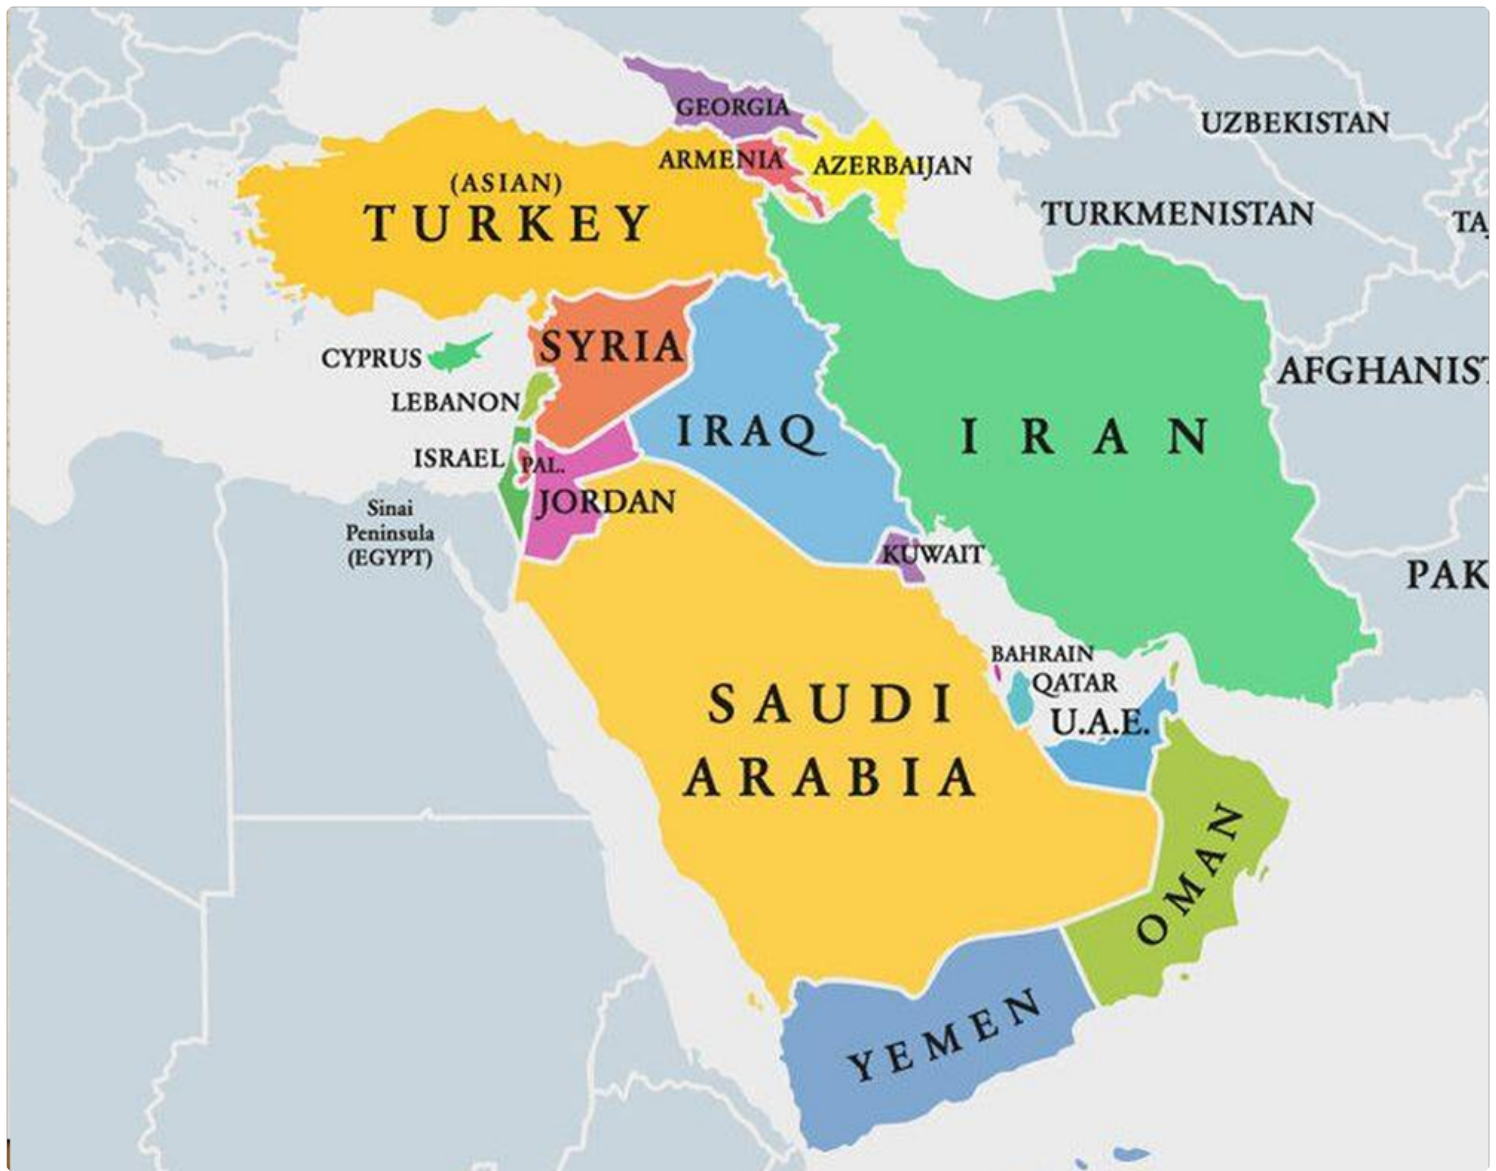 GEORGIA
UZBEKISTAN
ARMENIA
AZERBAIJAN
(ASIAN)
TURKEY
TURKMENISTAN
TA
SYRIA
CYPRUS
AFGHANIS
LEBANON
IRAQ
IRAN
ISRAEL
PAL.
JORDAN
Sinai
Peninsula
(EGYPT)
KUWAIT
PAK
BAHRAIN
QATAR
U.A.E.
SAUDI
ARABIA
OMAN
YEMEN